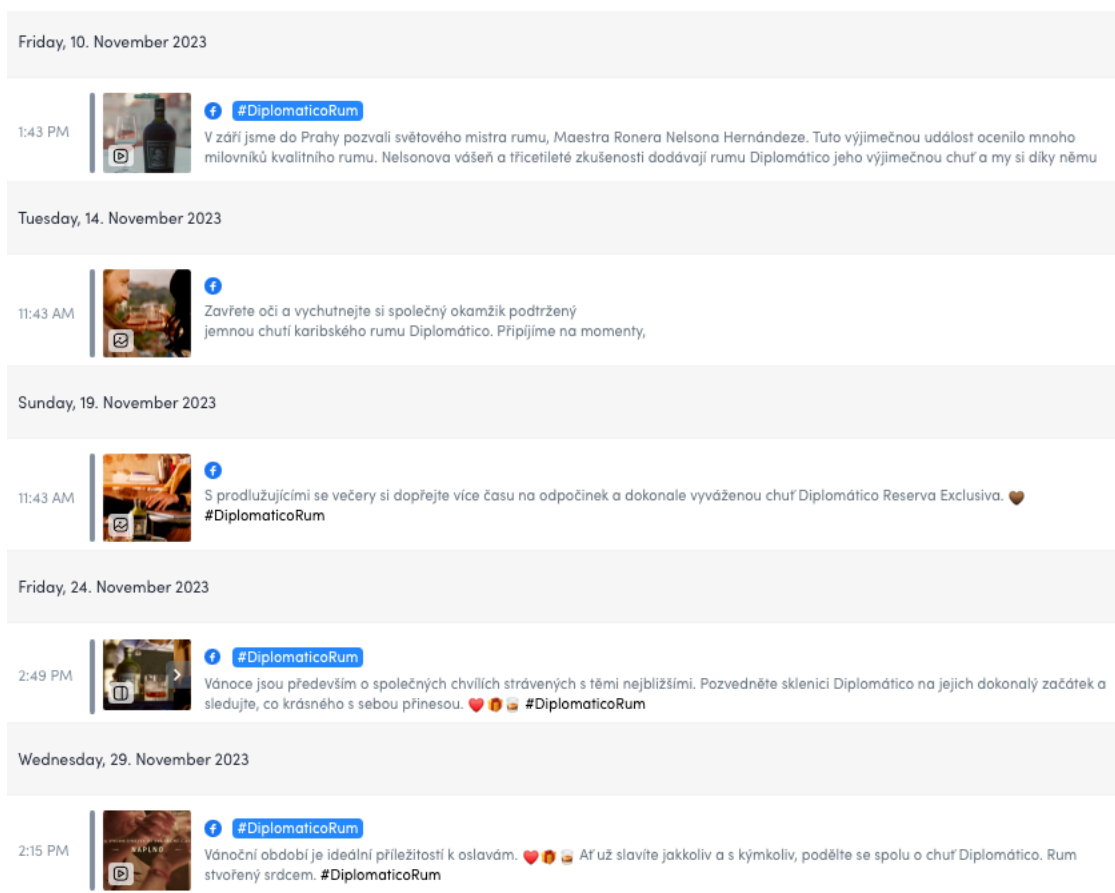 Friday, 10. November 2023
1:43 PM
#DiplomaticoRum
V září jsme do Prahy pozvali světového mistra rumu, Maestra Ronera Nelsona Hernándeze. Tuto výjimečnou událost ocenilo mnoho
milovníků kvalitního rumu. Nelsonova vášeň a třicetileté zkušenosti dodávají rumu Diplomático jeho výjimečnou chuť a my si díky němu
Tuesday, 14. November 2023
11:43 AM
Zavřete oči a vychutnejte si společný okamžik podtržený
jemnou chutí karibského rumu Diplomático. Připíjíme na momenty,
Sunday, 19. November 2023
11:43 AM
S prodlužujícími se večery si dopřejte více času na odpočinek a dokonale vyváženou chuť Diplomático Reserva Exclusiva. 🤎
#DiplomaticoRum
Friday, 24. November 2023
2:49 PM
#DiplomaticoRum
Vánoce jsou především o společných chvílích strávených s těmi nejbližšími. Pozvedněte sklenici Diplomático na jejich dokonalý začátek a
sledujte, co krásného s sebou přinesou. ❤️ 🎁 🥃 #DiplomaticoRum
Wednesday, 29. November 2023
2:15 PM
NAPLNO
#DiplomaticoRum
Vánoční období je ideální příležitostí k oslavám. ❤️ 🎁 🥃 Ať už slavíte jakkoliv a s kýmkoliv, podělte se spolu o chuť Diplomático. Rum
stvořený srdcem. #DiplomaticoRum